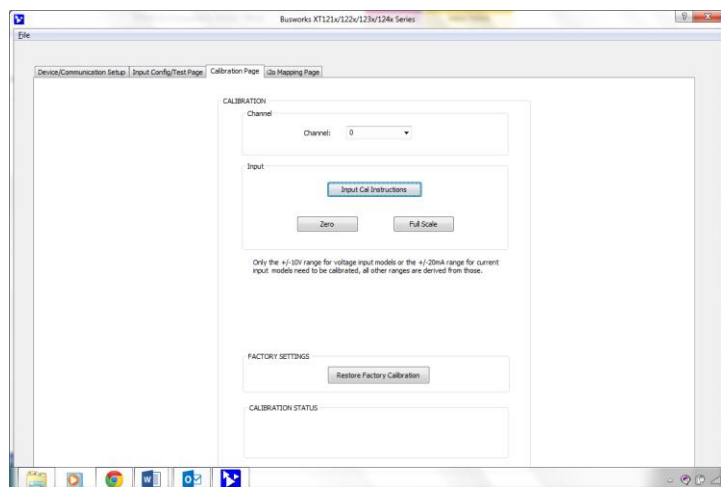 Busworks XT121x/122x/123x/124x Series
File
Device/Communication Setup
Input Config/Test Page
Calibration Page
i2o Mapping Page
CALIBRATION
Channel
Channel: 0
Input
Input Cal Instructions
Zero
Full Scale
Only the +/-10V range for voltage input models or the +/-20mA range for current
input models need to be calibrated, all other ranges are derived from those.
FACTORY SETTINGS
Restore Factory Calibration
CALIBRATION STATUS